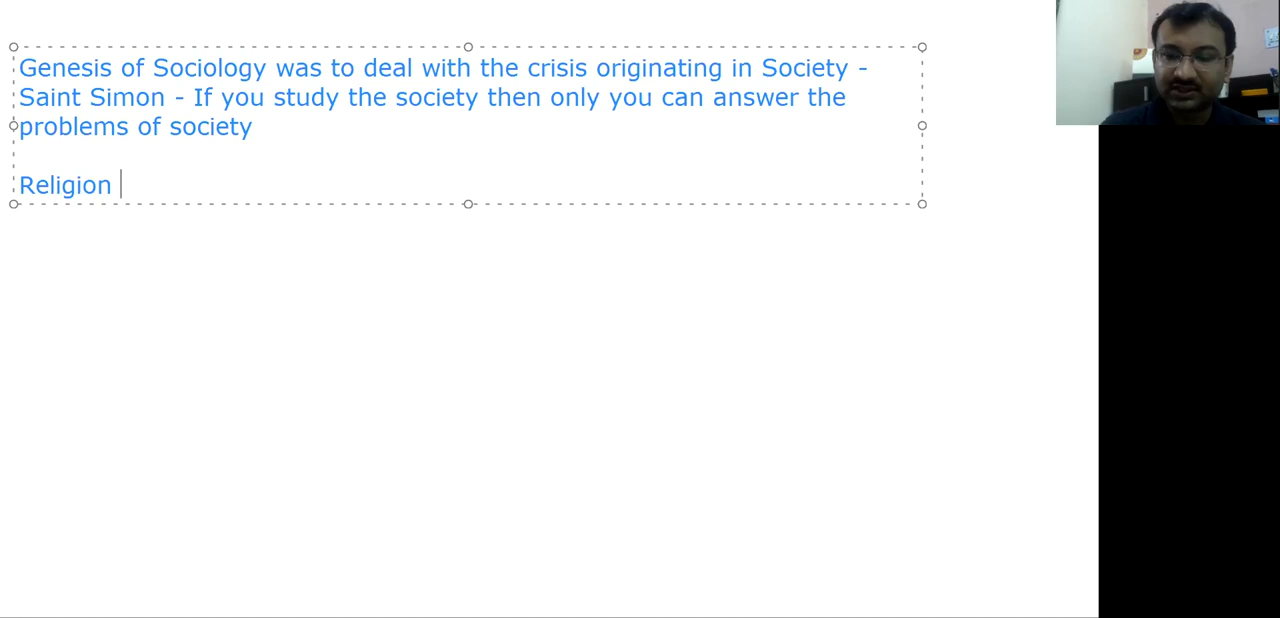 Genesis of Sociology was to deal with the crisis originating in Society -
Saint Simon - If you study the society then only you can answer the
problems of society
Religion